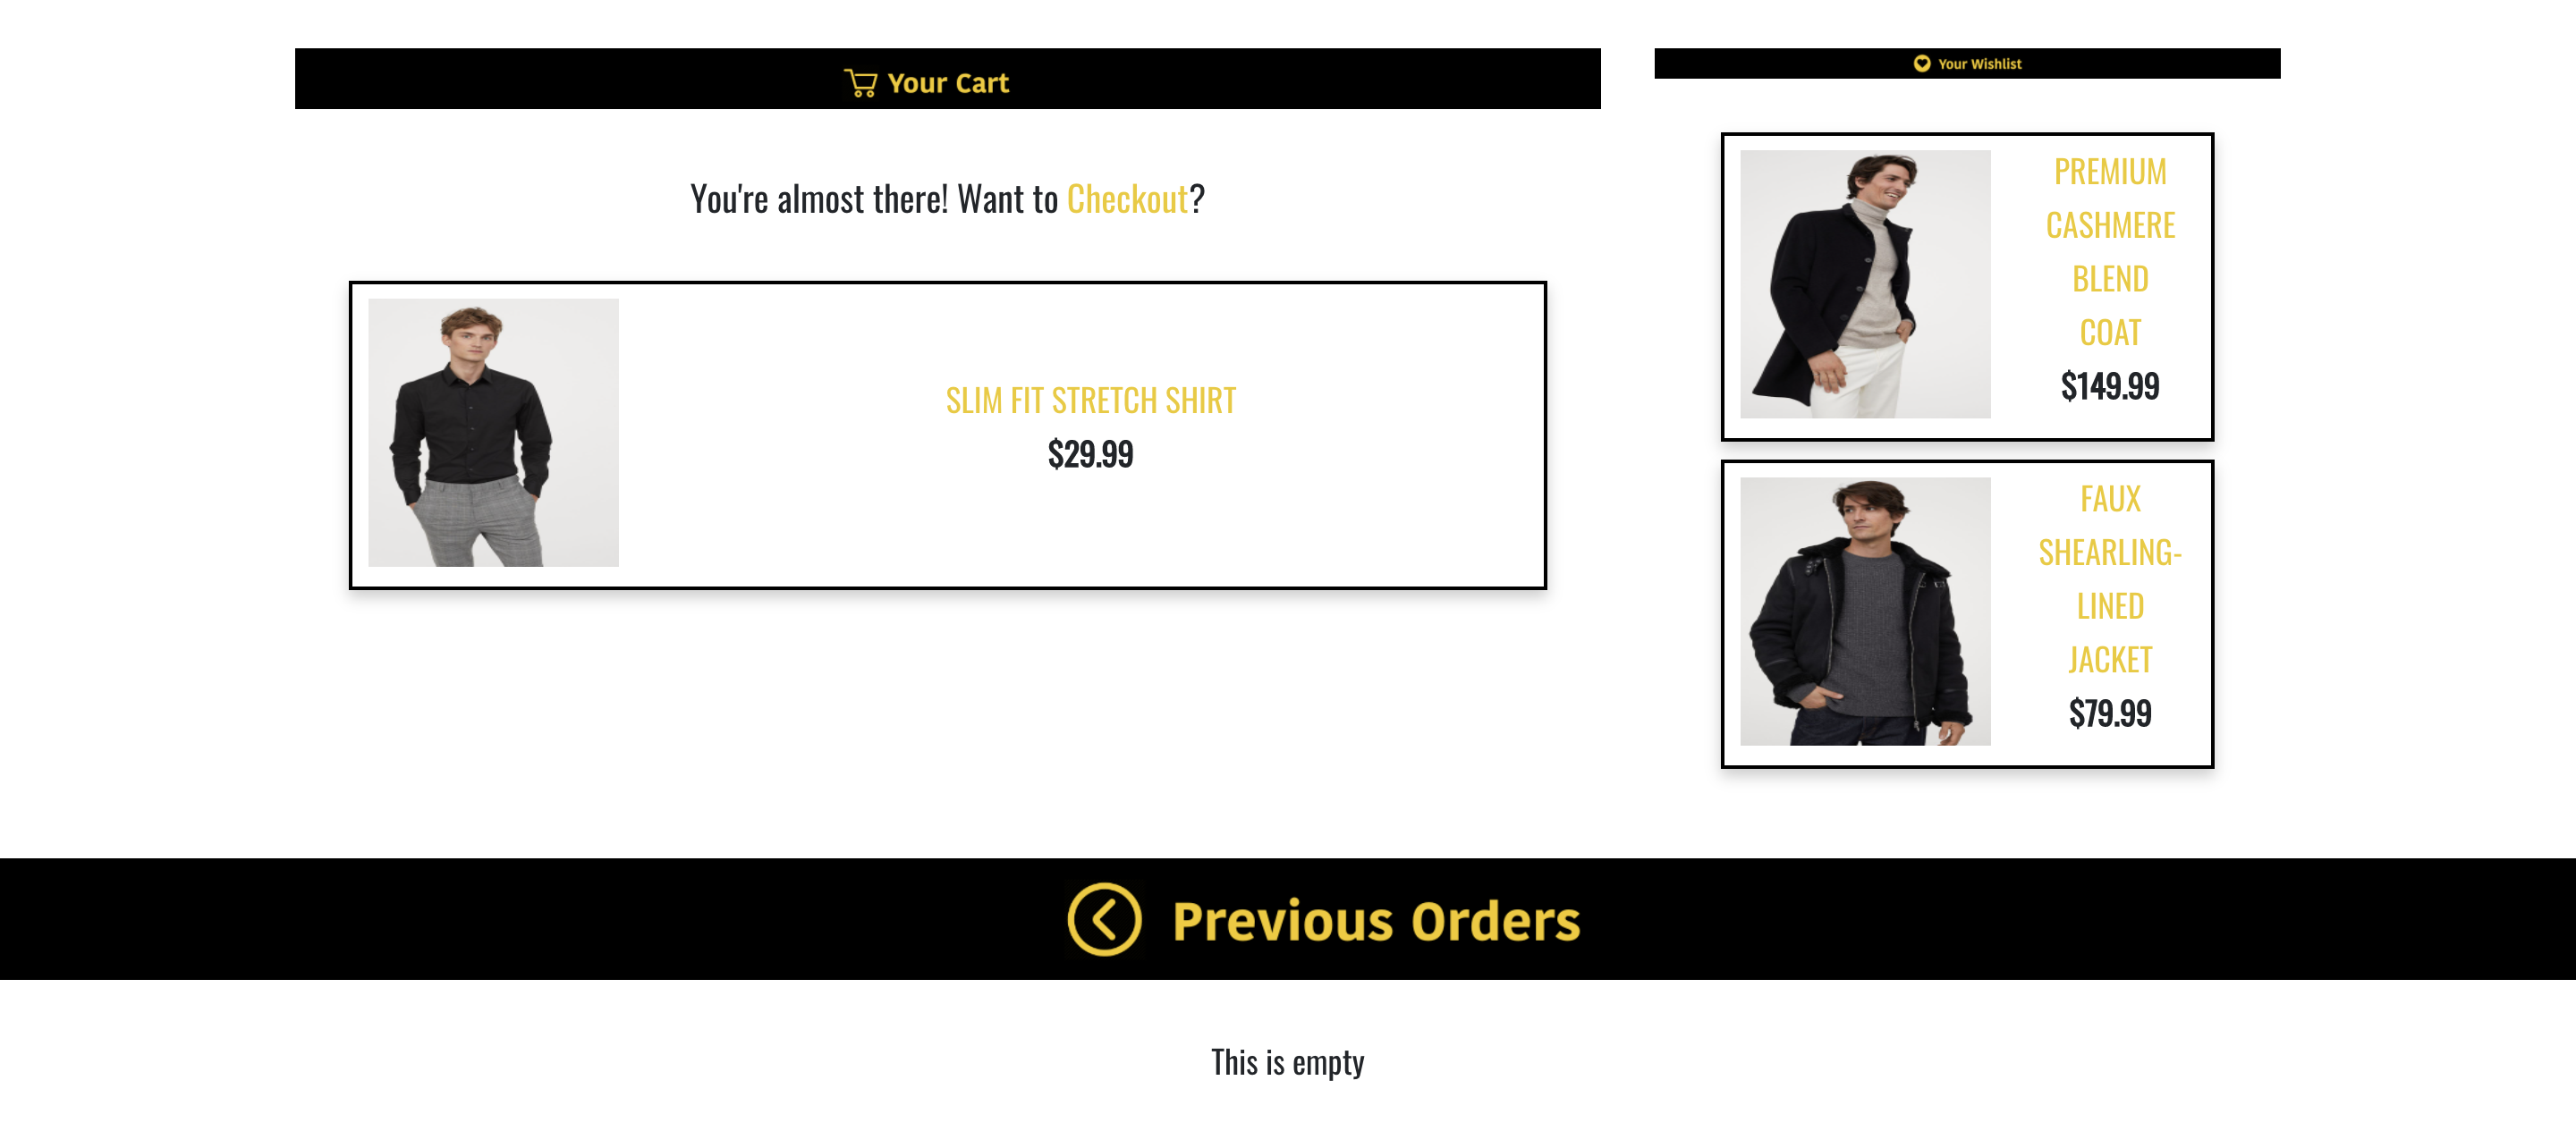 Your Cart
You're almost there! Want to Checkout?
SLIM FIT STRETCH SHIRT
$29.99
Your Wishlist
PREMIUM
CASHMERE
BLEND
COAT
$149.99
FAUX
SHEARLING-
LINED
JACKET
$79.99
Previous Orders
This is empty